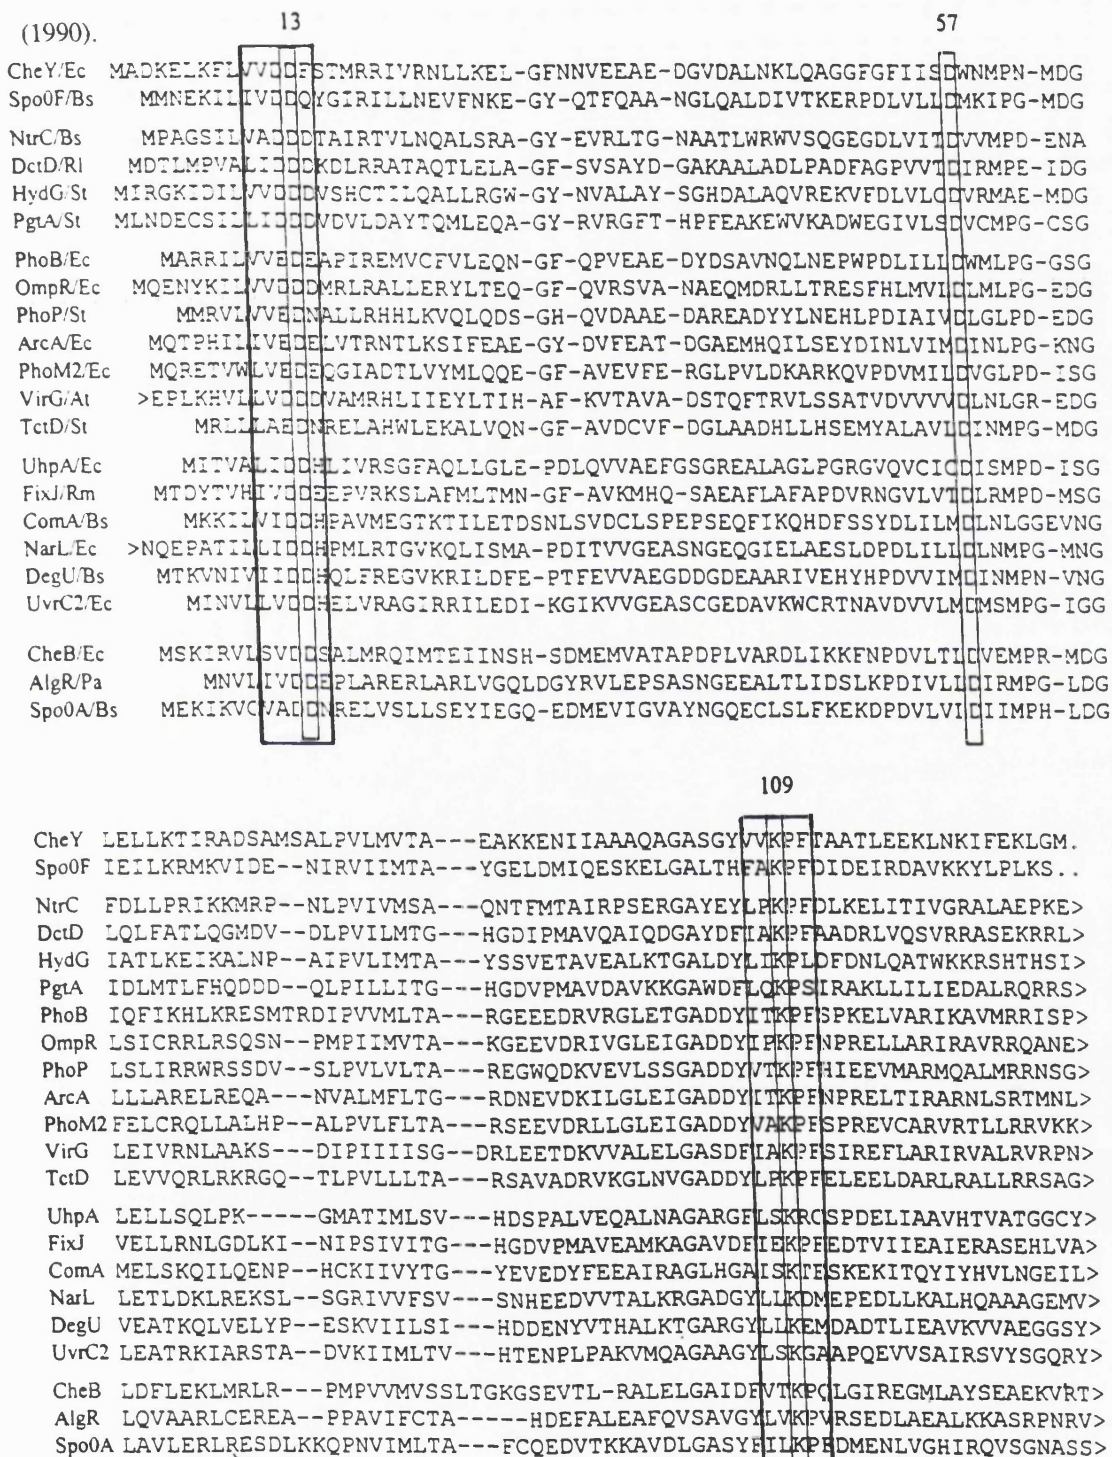 (1990).
13 57
CheY/Ec MADKELKFLVVDDFSTMRRIVRNLLKEL-GFNNVEEAE-DGVDALNKLQAGGFGFIISDWNMPN-MDG
Spo0F/Bs MMNEKILIVDDQYGIRILLNEVFNKE-GY-QTFQAA-NGLQALDIVTKERPDLVLLDMKIPG-MDG
NtrC/Bs MPAGSILVADDDTAIRTVLNQALSRA-GY-EVRLTG-NAATLWRWVSQGEGDLVITDVVMPD-ENA
DctD/Rl MDTLMPVALIDDDKDLRRATAQTLELA-GF-SVSAYD-GAKAALADLPADFAGPVVTDIRMPE-IDG
HydG/St MIRGKIDILVVDDDVSHCTILQALLRGW-GY-NVALAY-SGHDALAQVREKVFDLVLCDVRMAE-MDG
PgtA/St MLNDECSILLIDDDVDVLDAYTQMLEQA-GY-RVRGFT-HPFEAKEWVKADWEGIVLSDVCMPG-CSG
PhoB/Ec MARRILVVEDEAPIREMVCFVLEQN-GF-QPVEAE-DYDSAVNQLNEPWPDLILLDWMLPG-GSG
OmpR/Ec MQENYKILVVDDDMRLRALLERYLTEQ-GF-QVRSVA-NAEQMDRLLTRESFHLMVLDLMLPG-EDG
PhoP/St MMRVLVVEDNALLRHHLKVQLQDS-GH-QVDAAE-DAREADYYLNEHLPDIAIVDLGLPD-EDG
ArcA/Ec MQTPHILIVEDELVTRNTLKSIFEAE-GY-DVFEAT-DGAEMHQILSEYDINLVIMDINLPG-KNG
PhoM2/Ec MQRETVWLVEDEQGIADTLVYMLQQE-GF-AVEVFE-RGLPVLDKARKQVPDVMILDVGLPD-ISG
VirG/At >EPLKHVLLVDDDVAMRHLIIEYLTIH-AF-KVTAVA-DSTQFTRVLSSATVDVVVVDLNLGR-EDG
TctD/St MRLLLAEDNRELAHWLEKALVQN-GF-AVDCVF-DGLAADHLLHSEMYALAVLDINMPG-MDG
UhpA/Ec MITVALIDDHLIVRSGFAQLLGLE-PDLQVVAEFGSGREALAGLPGRGVQVCICDISMPD-ISG
FixJ/Rm MTDYTVHIVDDEEPVRKSLAFMLTMN-GF-AVKMHQ-SAEAFLAFAPDVRNGVLVTDLRMPD-MSG
ComA/Bs MKKILVIDDHPAVMEGTKTILETDSNLSVDCLSPEPSEQFIKQHDFSSYDLILMDLNLGGEVNG
NarL/Ec >NQEPATILLIDDHPMLRTGVKQLISMA-PDITVVGEASNGEQGIELAESLDPDLILLDLNMPG-MNG
DegU/Bs MTKVNIVIIDDHQLFREGVKRILDFE-PTFEVVAEGDDGDEAARIVEHYHPDVVIMDINMPN-VNG
UvrC2/Ec MINVLLVDDHELVRAGIRRILEDI-KGIKVVGEASCGEDAVKWCRTNAVDVVLMDMSMPG-IGG
CheB/Ec MSKIRVLSVDDSALMRQIMTEIINSH-SDMEMVATAPDPLVARDLIKKFNPDVLTLDVEMPR-MDG
AlgR/Pa MNVLIVDDEPLARERLARLVGQLDGYRVLEPSASNGEEALTLIDSLKPDIVLLDIRMPG-LDG
Spo0A/Bs MEKIKVCVADDNRELVSLLSEYIEGQ-EDMEVIGVAYNGQECLSLFKEKDPDVLVLDIIMPH-LDG
109
CheY LELLKTIRADSAMSALPVLMVTA---EAKKENIIAAAQAGASGYVVKPFTAATLEEKLNKIFEKLGM.
Spo0F IEILKRMKVIDE--NIRVIIMTA---YGELDMIQESKELGALTHFAKPFDIDEIRDAVKKYLPLKS..
NtrC FDLLPRIKKMRP--NLPVIVMSA---QNTFMTAIRPSERGAYEYLPKPFDLKELITIVGRALAEPKE>
DctD LQLFATLQGMDV--DLPVILMTG---HGDIPMAVQAIQDGAYDFIAKPFAADRLVQSVRRASEKRRL>
HydG IATLKEIKALNP--AIPVLIMTA---YSSVETAVEALKTGALDYLIKPLDFDNLQATWKKRSHTHSI>
PgtA IDLMTLFHQDDD--QLPILLITG---HGDVPMAVDAVKKGAWDFLQKPSIRAKLLILIEDALRQRRS>
PhoB IQFIKHLKRESMTRDIPVVMLTA---RGEEEDRVRGLETGADDYITKPFSPKELVARIKAVMRRISP>
OmpR LSICRRLRSQSN--PMPIIMVTA---KGEEVDRIVGLEIGADDYIPKPFNPRELLARIRAVRRQANE>
PhoP LSLIRRWRSSDV--SLPVLVLTA---REGWQDKVEVLSSGADDYVTKPFHIEEVMARMQALMRRNSG>
ArcA LLLARELREQA---NVALMFLTG---RDNEVDKILGLEIGADDYITKPFNPRELTIRARNLSRTMNL>
PhoM2 FELCRQLLALHP--ALPVLFLTA---RSEEVDRLLGLEIGADDYVAKPFSPREVCARVRTLLRRVKK>
VirG LEIVRNLAAKS---DIPIIIISG--DRLEETDKVVALELGASDFIAKPFSIREFLARIRVALRVRPN>
TctD LEVVQRLRKRGQ--TLPVLLLTA---RSAVADRVKGLNVGADDYLPKPFELEELDARLRALLRRSAG>
UhpA LELLSQLPK-----GMATIMLSV---HDSPALVEQALNAGARGFLSKRCSPDELIAAVHTVATGGCY>
FixJ VELLRNLGDLKI--NIPSIVITG---HGDVPMAVEAMKAGAVDFIEKPFEDTVIIEAIERASEHLVA>
ComA MELSKQILQENP--HCKIIVYTG---YEVEDYFEEAIRAGLHGAISKTESKEKITQYIYHVLNGEIL>
NarL LETLDKLREKSL--SGRIVVFSV---SNHEEDVVTALKRGADGYLLKDMEPEDLLKALHQAAAGEMV>
DegU VEATKQLVELYP--ESKVIILSI---HDDENYVTHALKTGARGYLLKEMDADTLIEAVKVVAEGGSY>
UvrC2 LEATRKIARSTA--DVKIIMLTV---HTENPLPAKVMQAGAAGYLSKGAAPQEVVSAIRSVYSGQRY>
CheB LDFLEKLMRLR---PMPVVMVSSLTGKGSEVTL-RALELGAIDFVTKPQLGIREGMLAYSEAEKVRT>
AlgR LQVAARLCEREA--PPAVIFCTA-----HDEFALEAFQVSAVGYLVKPVRSEDLAEALKKASRPNRV>
Spo0A LAVLERLRESDLKKQPNVIMLTA----FCQEDVTKKAVDLGASYFILKPFDMENLVGHIRQVSGNASS>